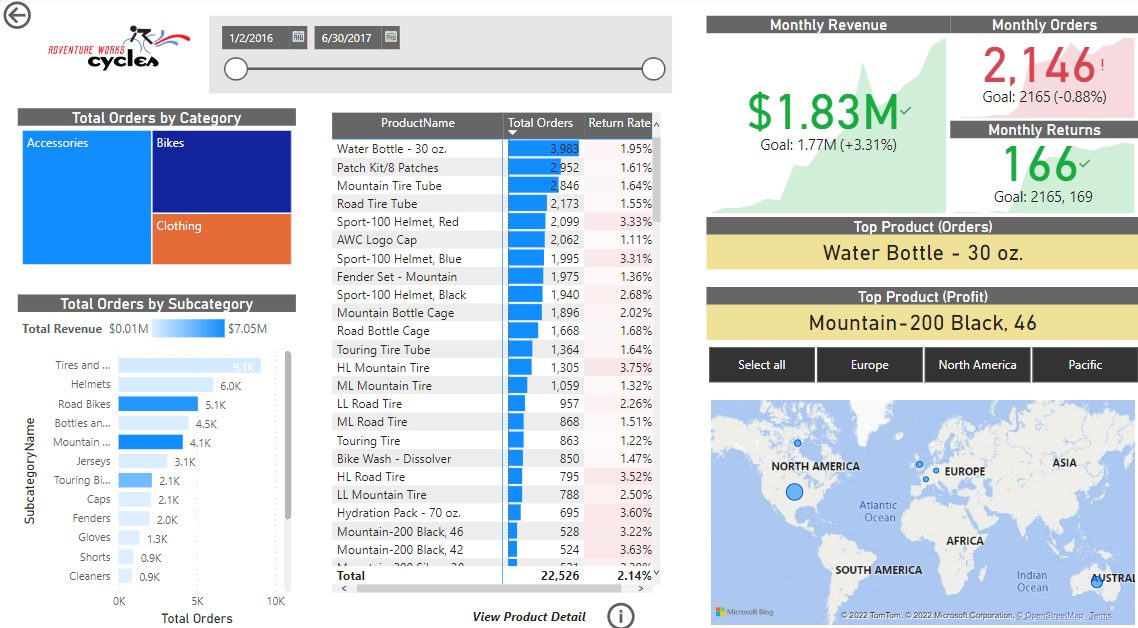 ADVENTURE WORKS
cycles
1/2/2016
6/30/2017
Total Orders by Category
Accessories
Bikes
Clothing
Total Orders by Subcategory
Total Revenue $0.01M $7.05M
SubcategoryName
Tires and ... 9.1K
Helmets 6.0K
Road Bikes 5.1K
Bottles an... 4.5K
Mountain ... 4.1K
Jerseys 3.1K
Touring Bi... 2.1K
Caps 2.1K
Fenders 2.0K
Gloves 1.3K
Shorts 0.9K
Cleaners 0.9K
0K 5K 10K
Total Orders
ProductName Total Orders Return Rate
Water Bottle - 30 oz. 3,983 1.95%
Patch Kit/8 Patches 2,952 1.61%
Mountain Tire Tube 2,846 1.64%
Road Tire Tube 2,173 1.55%
Sport-100 Helmet, Red 2,099 3.33%
AWC Logo Cap 2,062 1.11%
Sport-100 Helmet, Blue 1,995 3.31%
Fender Set - Mountain 1,975 1.36%
Sport-100 Helmet, Black 1,940 2.68%
Mountain Bottle Cage 1,896 2.02%
Road Bottle Cage 1,668 1.68%
Touring Tire Tube 1,364 1.64%
HL Mountain Tire 1,305 3.75%
ML Mountain Tire 1,059 1.32%
LL Road Tire 957 2.26%
ML Road Tire 868 1.51%
Touring Tire 863 1.22%
Bike Wash - Dissolver 850 1.47%
HL Road Tire 795 3.52%
LL Mountain Tire 788 2.50%
Hydration Pack - 70 oz. 695 3.60%
Mountain-200 Black, 46 528 3.22%
Mountain-200 Black, 42 524 3.63%
Total 22,526 2.14%
View Product Detail
Monthly Revenue
$1.83M
Goal: 1.77M (+3.31%)
Monthly Orders
2,146!
Goal: 2165 (-0.88%)
Monthly Returns
166
Goal: 2165, 169
Top Product (Orders)
Water Bottle - 30 oz.
Top Product (Profit)
Mountain-200 Black, 46
Select all
Europe
North America
Pacific
NORTH AMERICA
EUROPE
ASIA
Atlantic
Ocean
AFRICA
SOUTH AMERICA
Indian
Ocean
AUSTRAL
Microsoft Bing
© 2022 TomTom, © 2022 Microsoft Corporation, © OpenStreetMap Terms